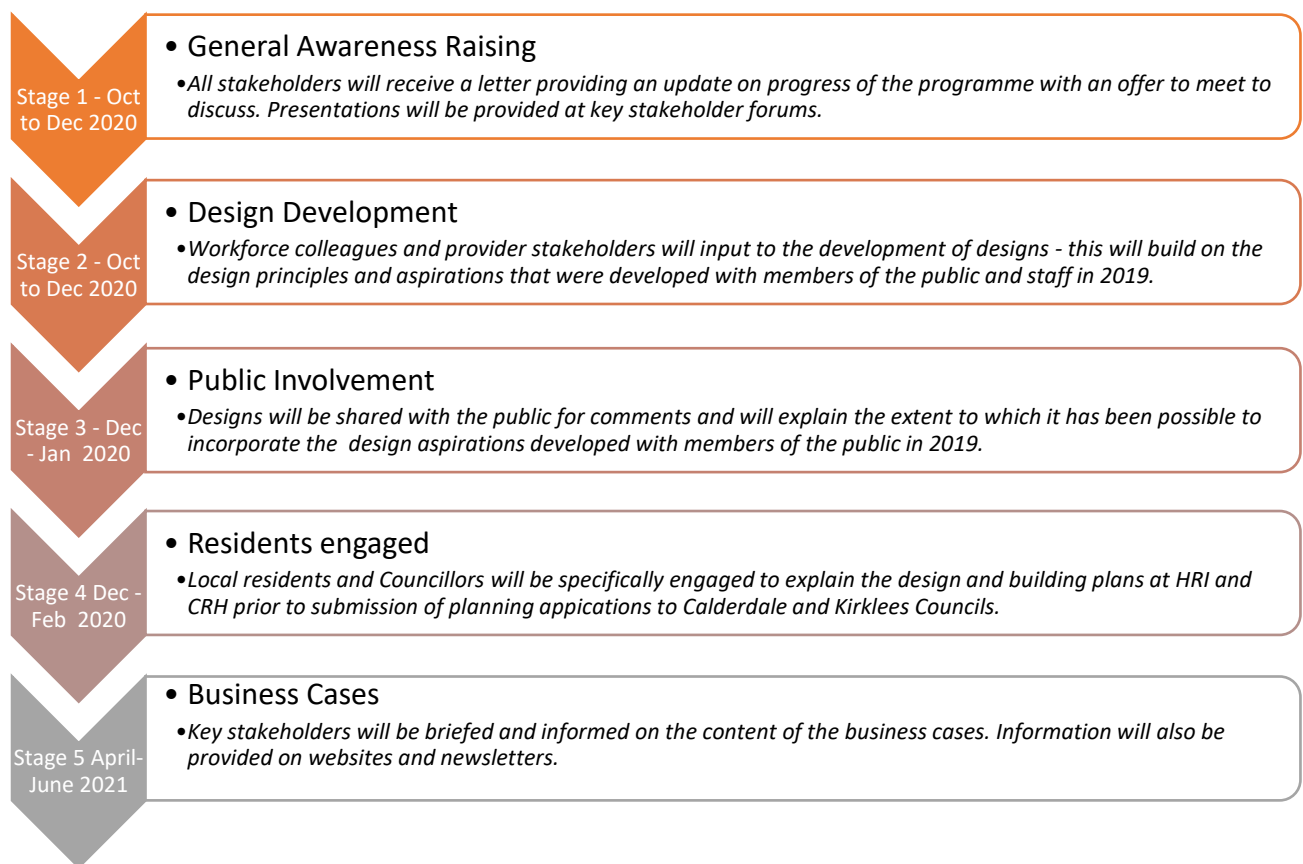 Stage 1 - Oct
to Dec 2020
• General Awareness Raising
•All stakeholders will receive a letter providing an update on progress of the programme with an offer to meet to
discuss. Presentations will be provided at key stakeholder forums.
Stage 2 - Oct
to Dec 2020
• Design Development
•Workforce colleagues and provider stakeholders will input to the development of designs - this will build on the
design principles and aspirations that were developed with members of the public and staff in 2019.
Stage 3 - Dec
- Jan 2020
• Public Involvement
•Designs will be shared with the public for comments and will explain the extent to which it has been possible to
incorporate the design aspirations developed with members of the public in 2019.
Stage 4 Dec -
Feb 2020
• Residents engaged
•Local residents and Councillors will be specifically engaged to explain the design and building plans at HRI and
CRH prior to submission of planning appications to Calderdale and Kirklees Councils.
Stage 5 April-
June 2021
• Business Cases
•Key stakeholders will be briefed and informed on the content of the business cases. Information will also be
provided on websites and newsletters.